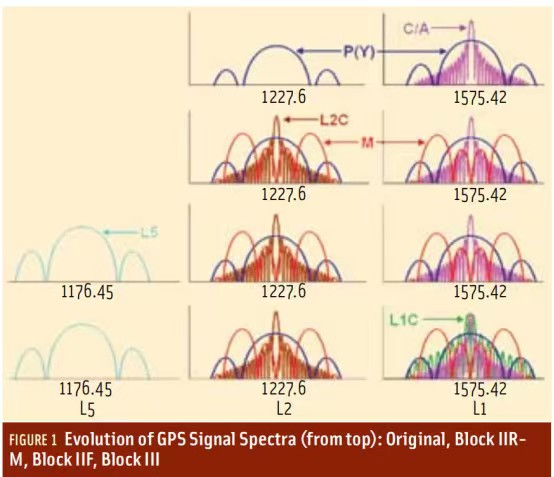 C/A
P(Y)
1227.6 1575.42
L2C
M
1227.6 1575.42
L5
1176.45 1227.6 1575.42
L1C
1176.45 1227.6 1575.42
L5 L2 L1
FIGURE 1 Evolution of GPS Signal Spectra (from top): Original, Block IIR-
M, Block IIF, Block III